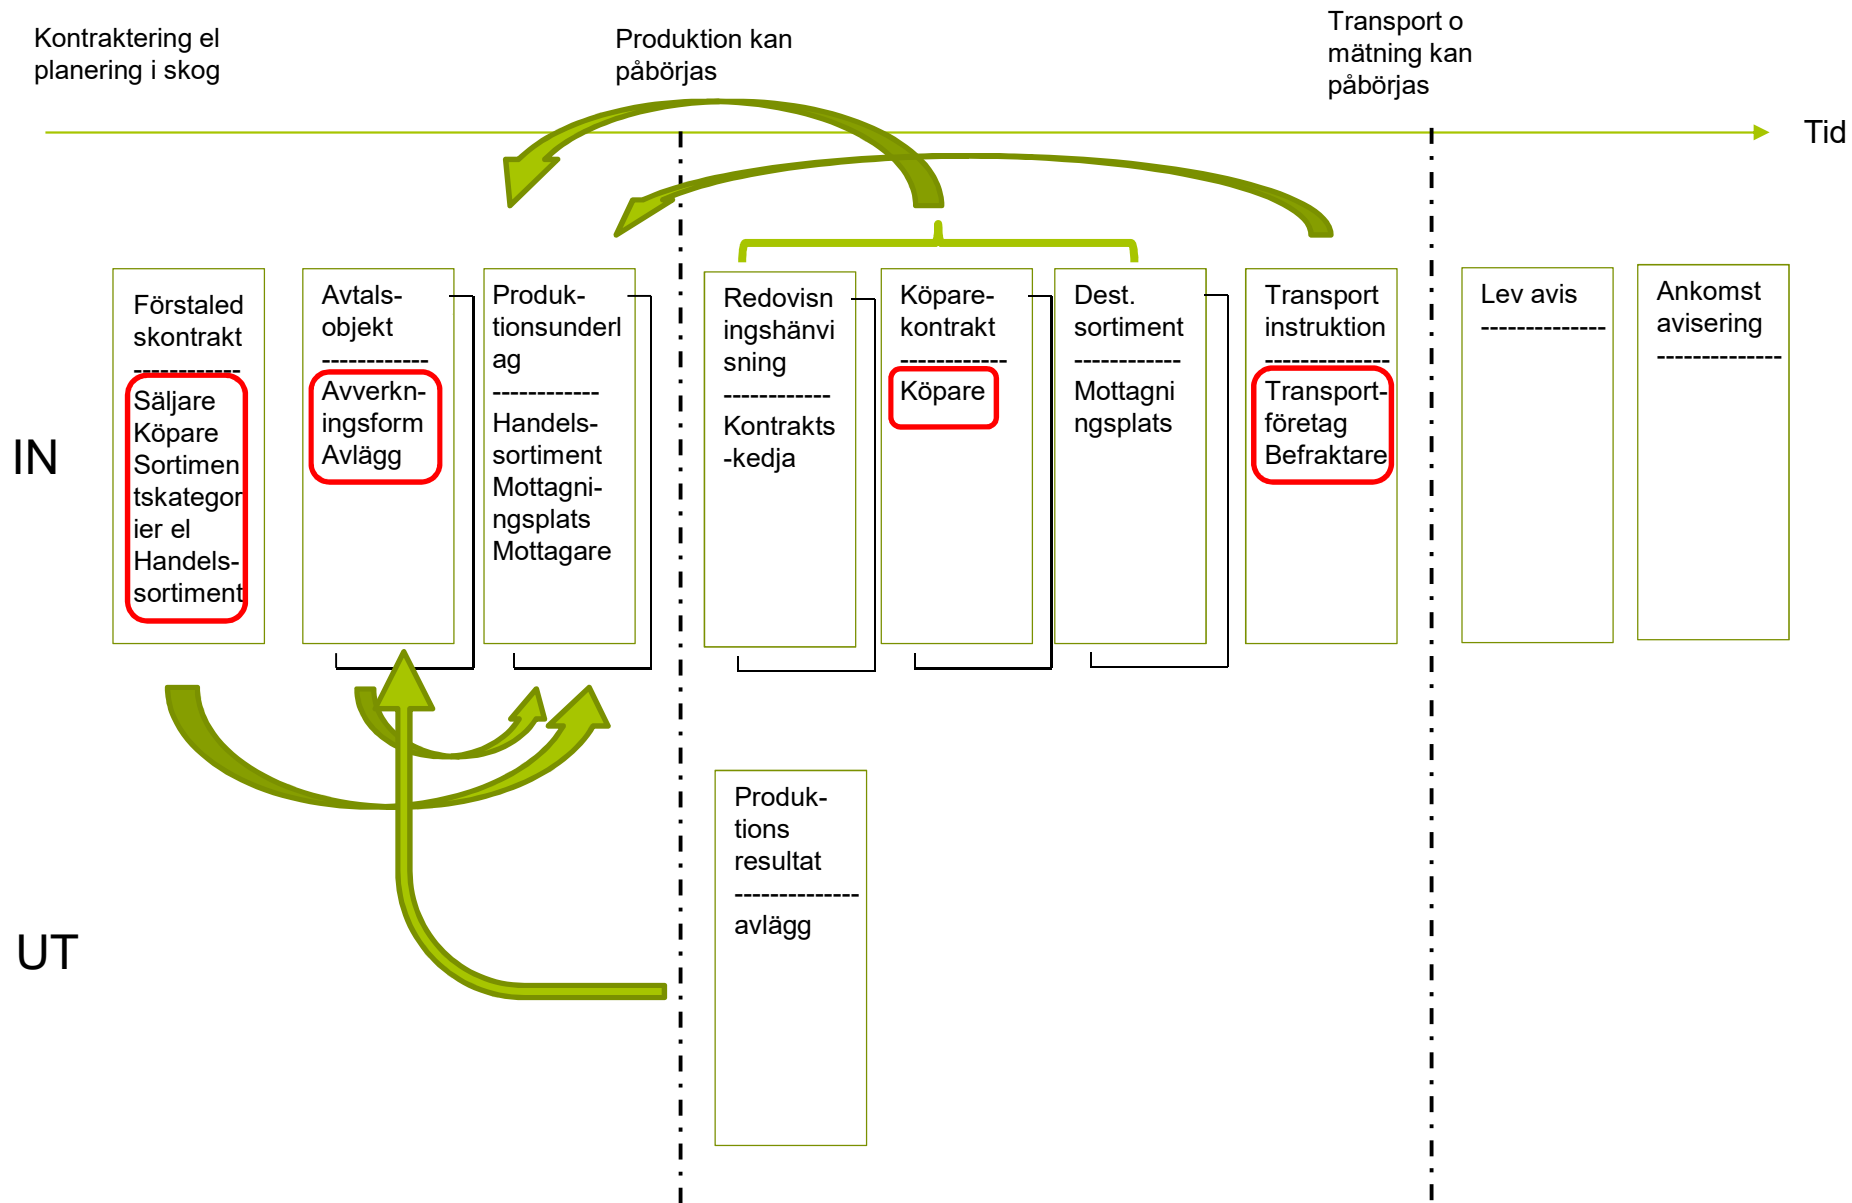 Kontraktering el
planering i skog
Produktion kan
påbörjas
Transport o
mätning kan
påbörjas
Tid
IN
Förstaled
skontrakt
------------
Säljare
Köpare
Sortimen
tskategor
ier el
Handels-
sortiment
Avtals-
objekt
------------
Avverkn-
ingsform
Avlägg
Produk-
tionsunderl
ag
------------
Handels-
sortiment
Mottagni-
ngsplats
Mottagare
Redovisn
ingshänvi
sning
------------
Kontrakts
-kedja
Köpare-
kontrakt
------------
Köpare
Dest.
sortiment
------------
Mottagni
ngsplats
Transport
instruktion
--------------
Transport-
företag
Befraktare
Lev avis
--------------
Ankomst
avisering
--------------
UT
Produk-
tions
resultat
--------------
avlägg